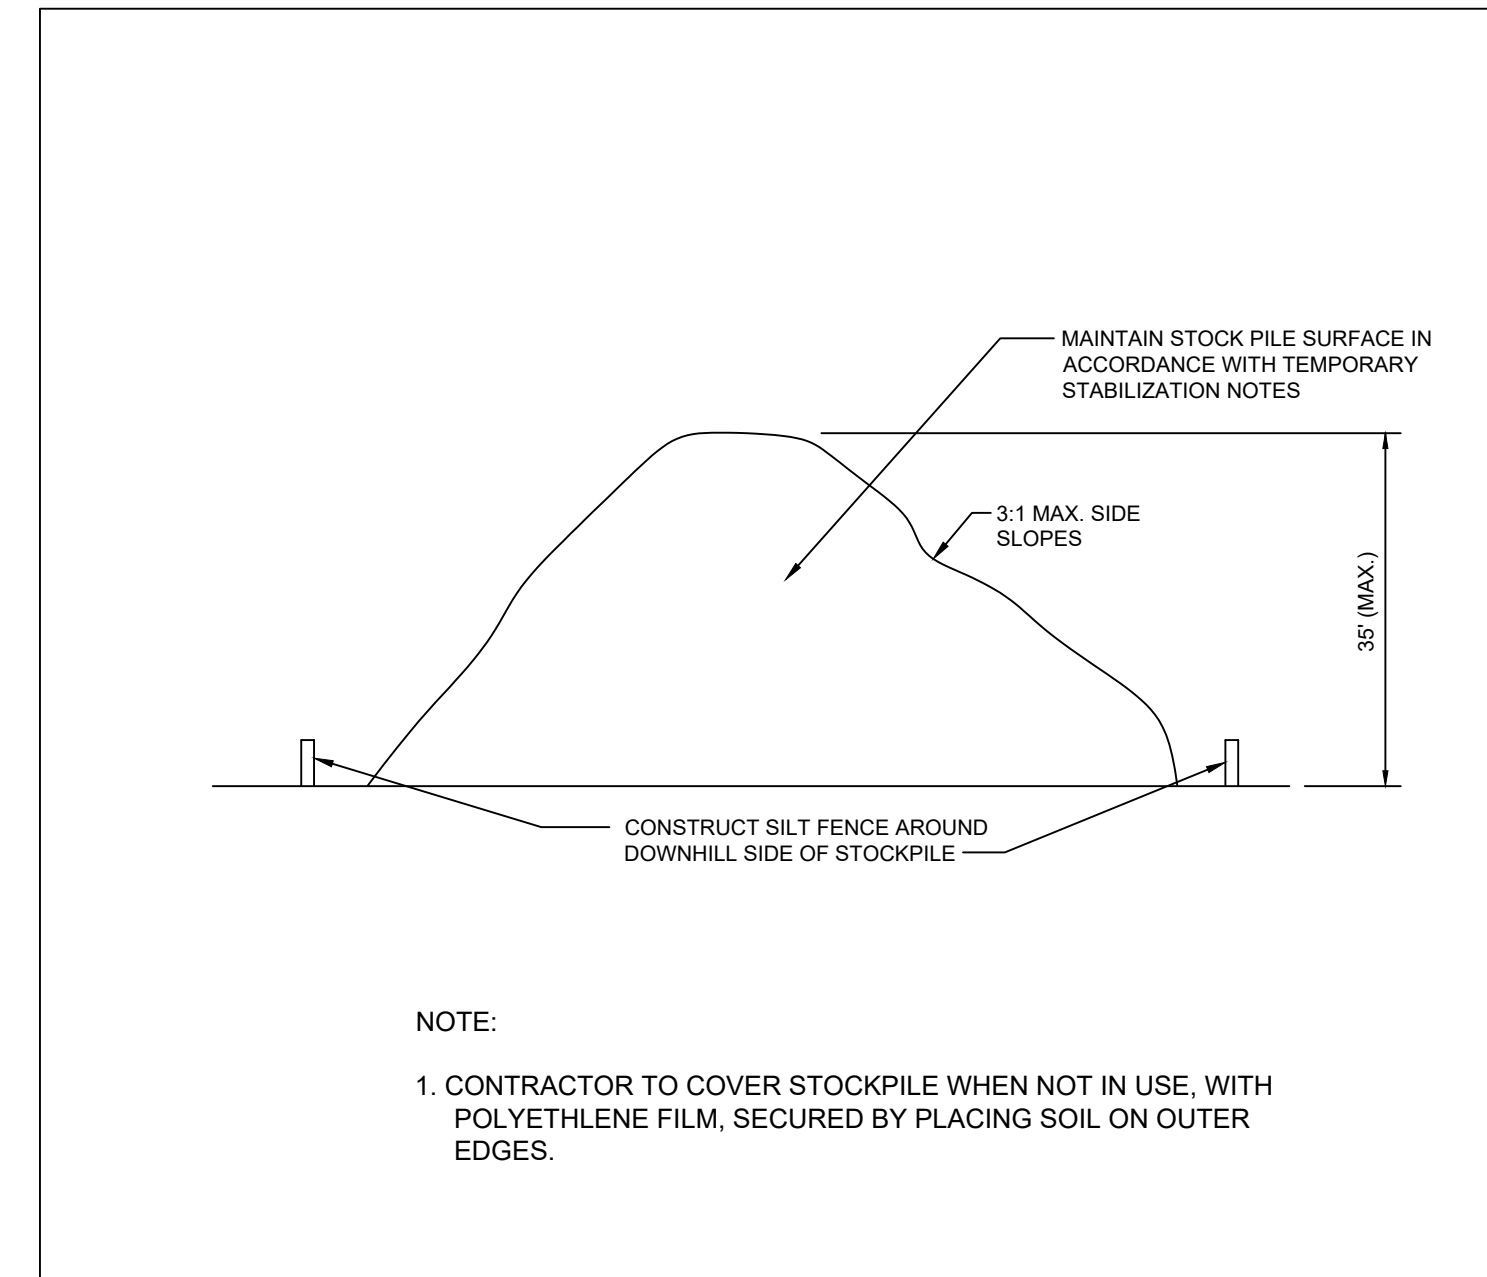 MAINTAIN STOCK PILE SURFACE IN
ACCORDANCE WITH TEMPORARY
STABILIZATION NOTES
3:1 MAX. SIDE
SLOPES
35' (MAX.)
CONSTRUCT SILT FENCE AROUND
DOWNHILL SIDE OF STOCKPILE
NOTE:
1. CONTRACTOR TO COVER STOCKPILE WHEN NOT IN USE, WITH
POLYETHLENE FILM, SECURED BY PLACING SOIL ON OUTER
EDGES.